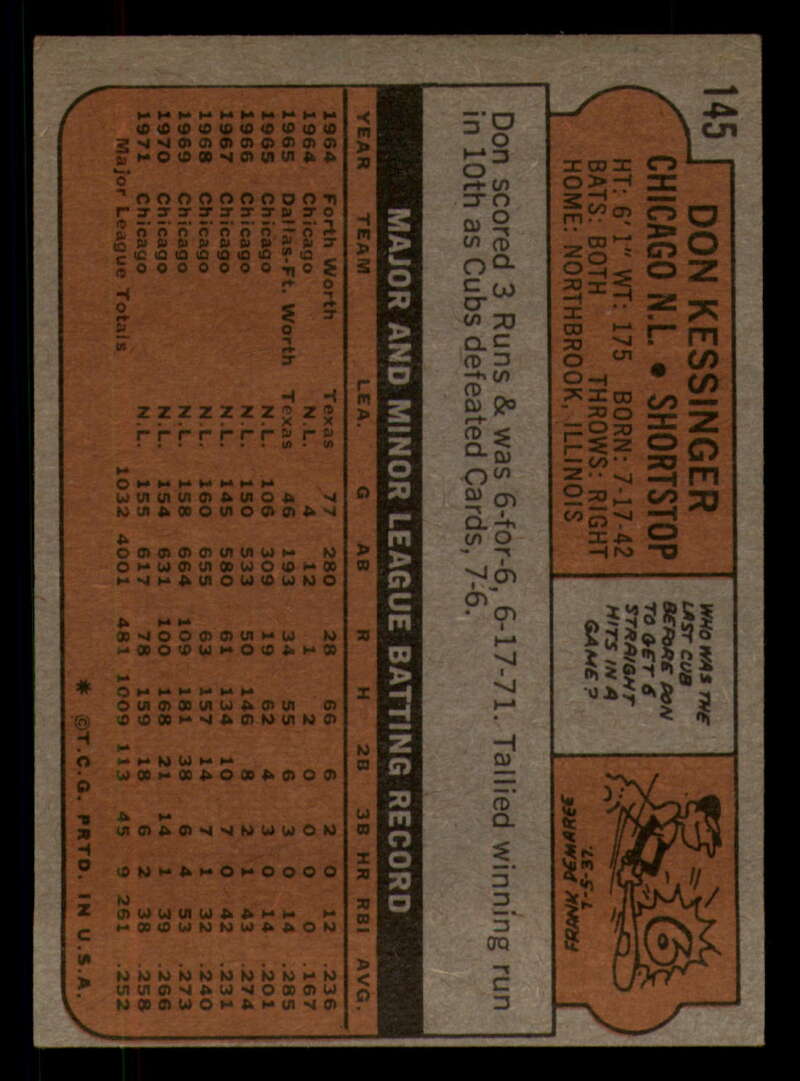 145
DON KESSINGER
CHICAGO N.L. • SHORTSTOP
HT: 6'1" WT: 175 BORN: 7-17-42
BATS: BOTH THROWS: RIGHT
HOME: NORTHBROOK, ILLINOIS
WHO WAS THE
LAST CUB
BEFORE DON
TO GET 6
STRAIGHT
HITS IN A
GAME?
6
FRANK DEMAREE
7-5-37.
Don scored 3 Runs & was 6-for-6, 6-17-71. Tallied winning run
in 10th as Cubs defeated Cards, 7-6.
MAJOR AND MINOR LEAGUE BATTING RECORD
YEAR TEAM LEA. G AB R H 2B 3B HR RBI AVG.
1964 Forth Worth Texas 77 280 28 66 6 2 0 12 .236
1964 Chicago N.L. 4 12 1 2 0 0 0 0 .167
1965 Dallas-Ft. Worth Texas 46 193 34 55 6 3 0 14 .285
1965 Chicago N.L. 106 309 19 62 4 3 0 14 .201
1966 Chicago N.L. 150 533 50 146 8 2 1 43 .274
1967 Chicago N.L. 145 580 61 134 10 7 0 42 .231
1968 Chicago N.L. 160 655 63 157 14 7 1 32 .240
1969 Chicago N.L. 158 664 109 181 38 6 4 53 .273
1970 Chicago N.L. 154 631 100 168 21 14 1 39 .266
1971 Chicago N.L. 155 617 78 159 18 6 2 38 .258
Major League Totals 1032 4001 481 1009 113 45 9 261 .252
* ©T.C.G. PRTD. IN U.S.A.